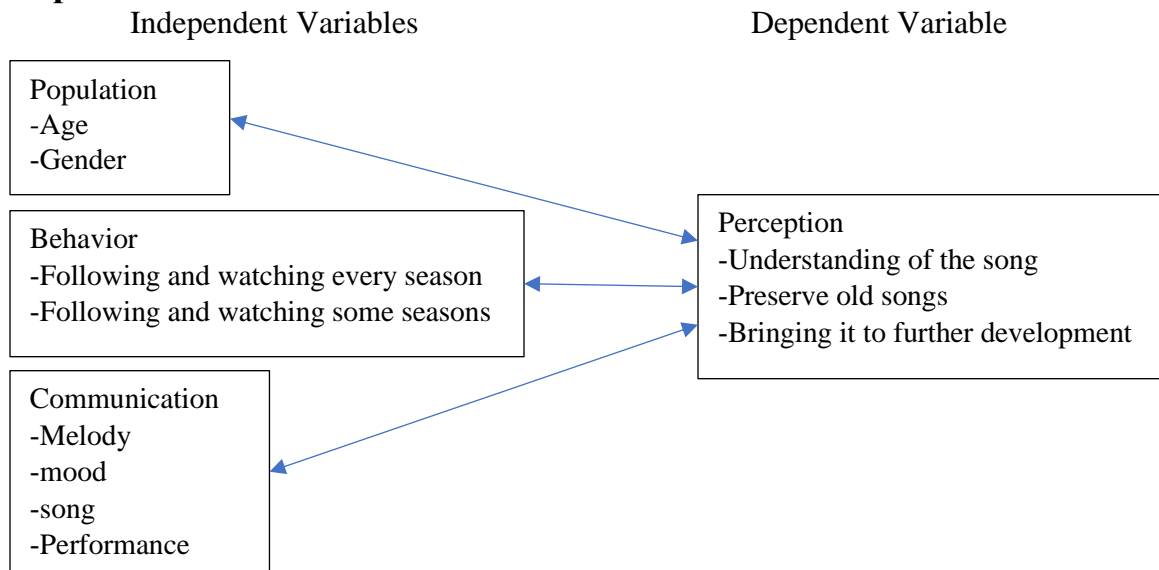 Independent Variables
Dependent Variable
Population
-Age
-Gender
Behavior
-Following and watching every season
-Following and watching some seasons
Communication
-Melody
-mood
-song
-Performance
Perception
-Understanding of the song
-Preserve old songs
-Bringing it to further development